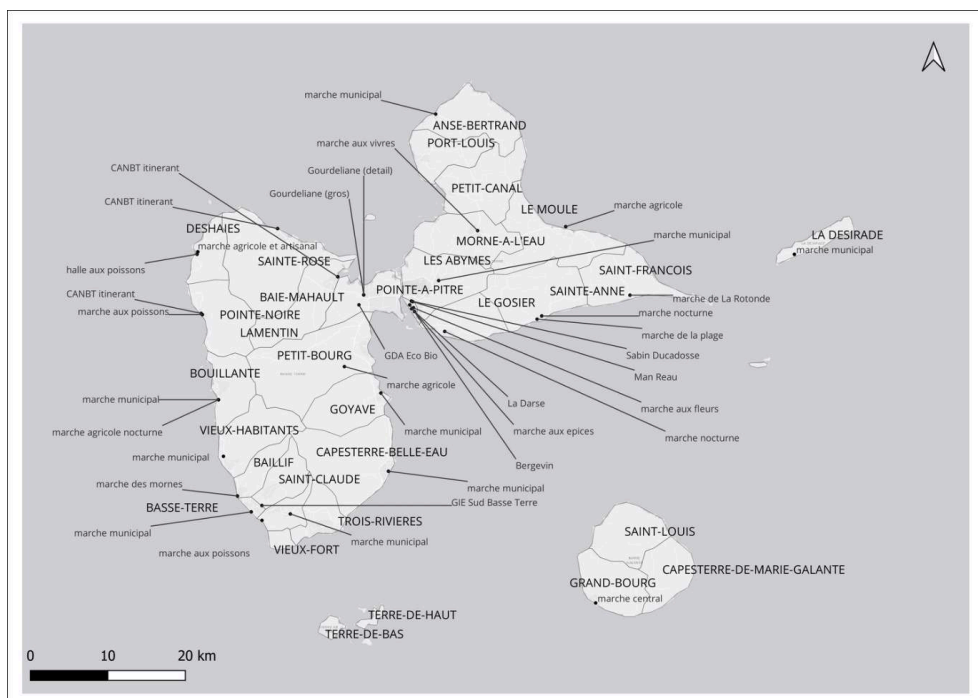 marche municipal
ANSE-BERTRAND
PORT-LOUIS
marche aux vivres
CANBT itinerant
Gourdeliane (detail)
PETIT-CANAL
Gourdeliane (gros)
CANBT itinerant
LE MOULE
marche agricole
DESHAIES
marche agricole et artisanal
halle aux poissons
SAINTE-ROSE
MORNE-A-L'EAU
marche municipal
LA DESIRADE
marche municipal
LES ABYMES
SAINT-FRANCOIS
POINTE-A-PITRE
SAINTE-ANNE
CANBT itinerant
BAIE-MAHAULT
LE GOSIER
marche de La Rotonde
marche aux poissons
POINTE-NOIRE
marche nocturne
LAMENTIN
marche de la plage
PETIT-BOURG
GDA Eco Bio
Sabin Ducadosse
BOUILLANTE
Man Reau
marche agricole
marche municipal
La Darse
marche aux fleurs
GOYAVE
marche agricole nocturne
VIEUX-HABITANTS
marche municipal
marche aux epices
marche nocturne
marche municipal
CAPESTERRE-BELLE-EAU
BAILLIF
Bergevin
SAINT-CLAUDE
marche des mornes
marche municipal
BASSE-TERRE
GIE Sud Basse Terre
marche municipal
TROIS-RIVIERES
marche municipal
marche aux poissons
VIEUX-FORT
SAINT-LOUIS
CAPESTERRE-DE-MARIE-GALANTE
GRAND-BOURG
marche central
TERRE-DE-HAUT
TERRE-DE-BAS
0 10 20 km